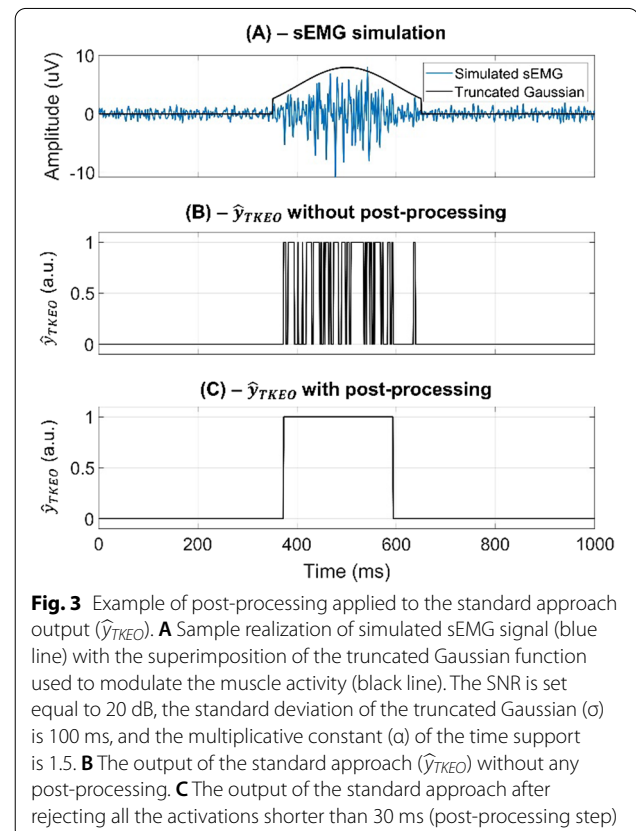 (A) – sEMG simulation
Amplitude (uV)
10
0
-10
Simulated sEMG
Truncated Gaussian
(B) – ŷTKEO without post-processing
ŷTKEO (a.u.)
1
0.5
0
(C) – ŷTKEO with post-processing
ŷTKEO (a.u.)
1
0.5
0
0 200 400 600 800 1000
Time (ms)
Fig. 3 Example of post-processing applied to the standard approach
output (ŷTKEO). A Sample realization of simulated sEMG signal (blue
line) with the superimposition of the truncated Gaussian function
used to modulate the muscle activity (black line). The SNR is set
equal to 20 dB, the standard deviation of the truncated Gaussian (σ)
is 100 ms, and the multiplicative constant (α) of the time support
is 1.5. B The output of the standard approach (ŷTKEO) without any
post-processing. C The output of the standard approach after
rejecting all the activations shorter than 30 ms (post-processing step)